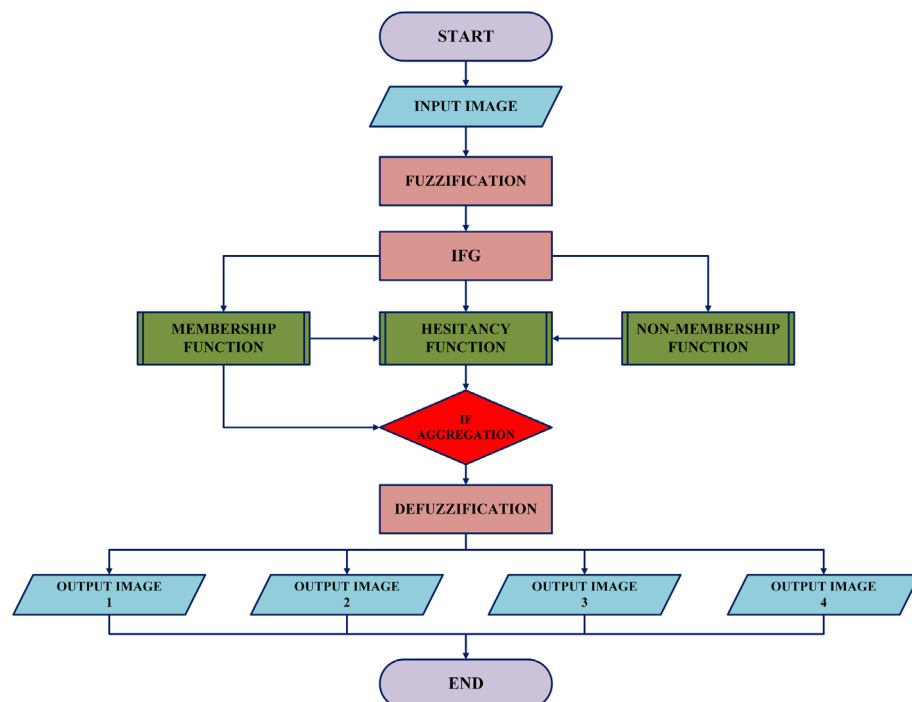 START
INPUT IMAGE
FUZZIFICATION
IFG
MEMBERSHIP
FUNCTION
HESITANCY
FUNCTION
NON-MEMBERSHIP
FUNCTION
IF
AGGREGATION
DEFUZZIFICATION
OUTPUT IMAGE
1
OUTPUT IMAGE
2
OUTPUT IMAGE
3
OUTPUT IMAGE
4
END